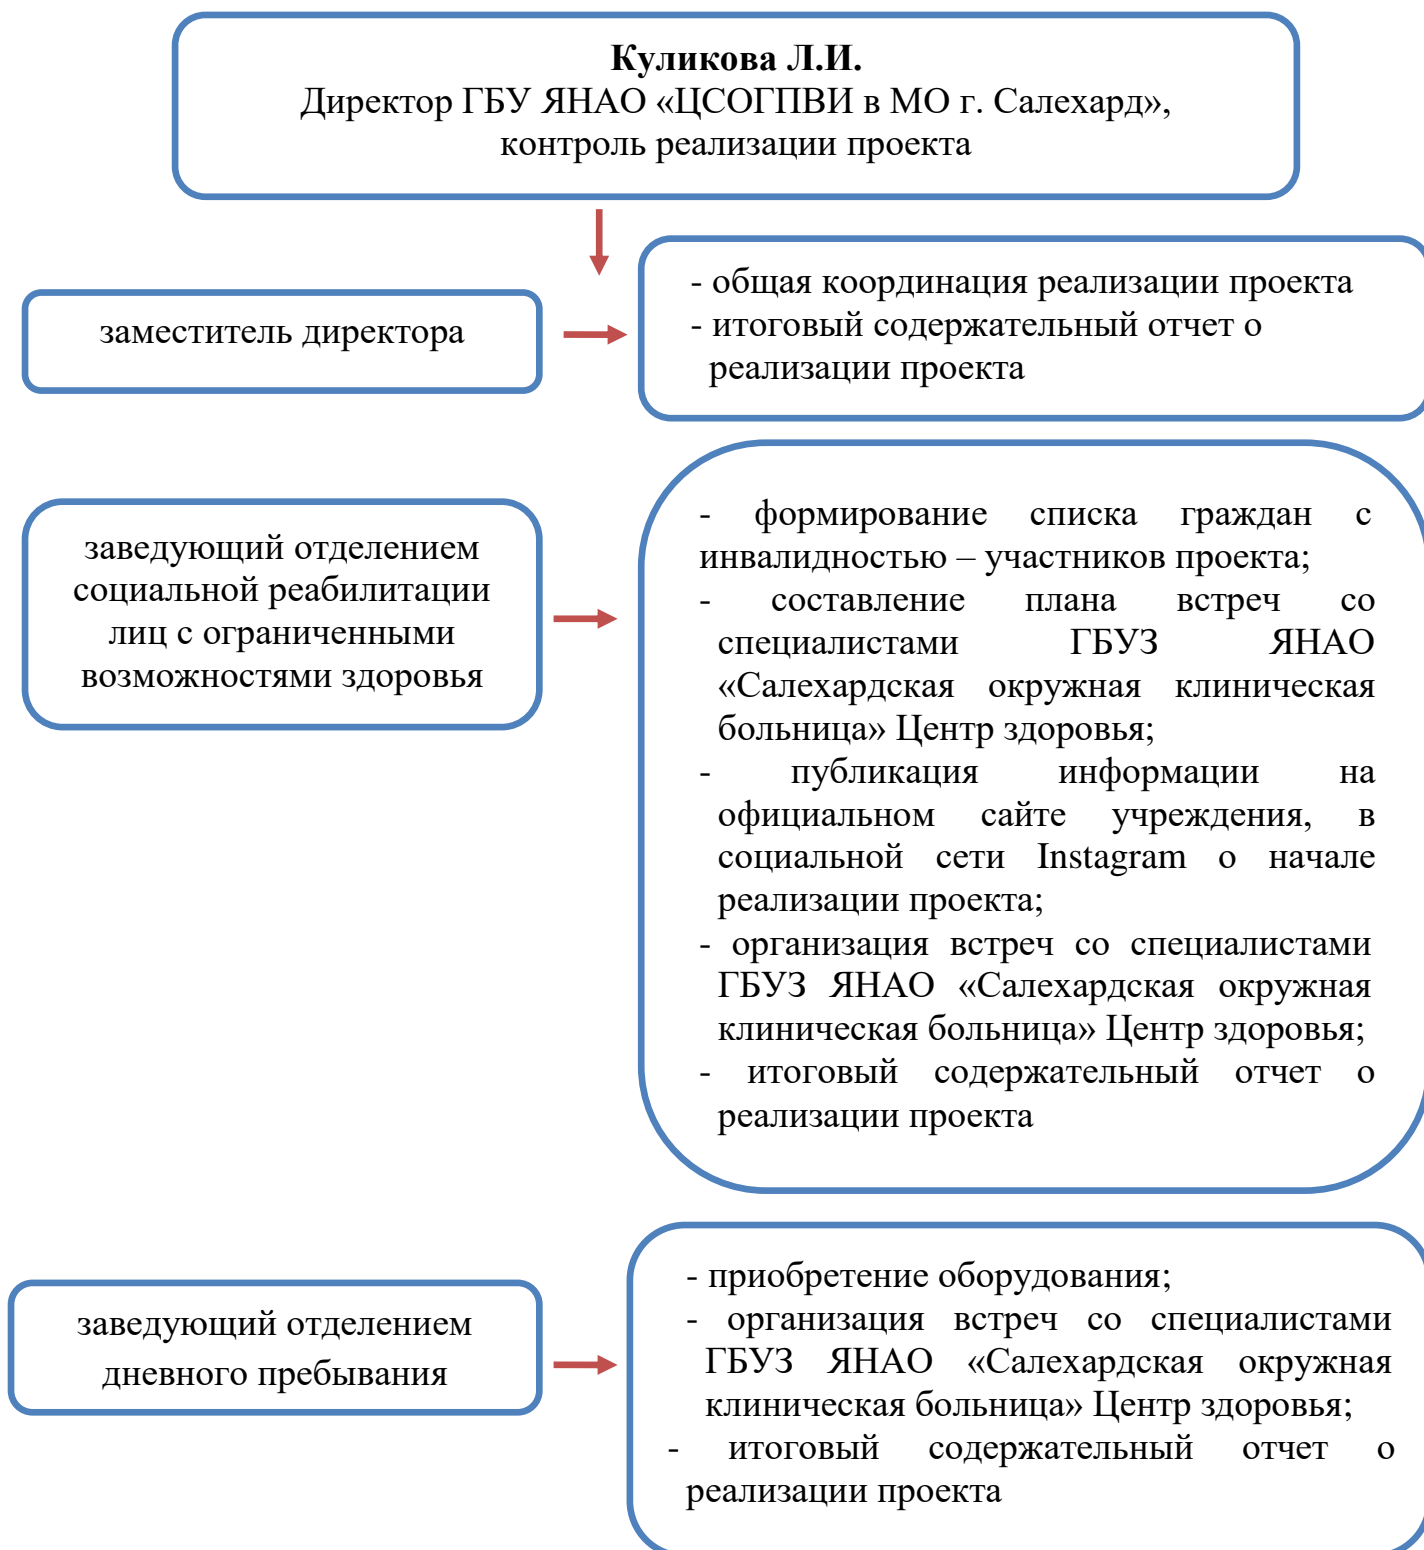 Куликова Л.И.
Директор ГБУ ЯНАО «ЦСОГПВИ в МО г. Салехард»,
контроль реализации проекта
заместитель директора
- общая координация реализации проекта
- итоговый содержательный отчет о
реализации проекта
заведующий отделением
социальной реабилитации
лиц с ограниченными
возможностями здоровья
- формирование списка граждан с
инвалидностью – участников проекта;
- составление плана встреч со
специалистами ГБУЗ ЯНАО
«Салехардская окружная клиническая
больница» Центр здоровья;
- публикация информации на
официальном сайте учреждения, в
социальной сети Instagram о начале
реализации проекта;
- организация встреч со специалистами
ГБУЗ ЯНАО «Салехардская окружная
клиническая больница» Центр здоровья;
- итоговый содержательный отчет о
реализации проекта
заведующий отделением
дневного пребывания
- приобретение оборудования;
- организация встреч со специалистами
ГБУЗ ЯНАО «Салехардская окружная
клиническая больница» Центр здоровья;
- итоговый содержательный отчет о
реализации проекта